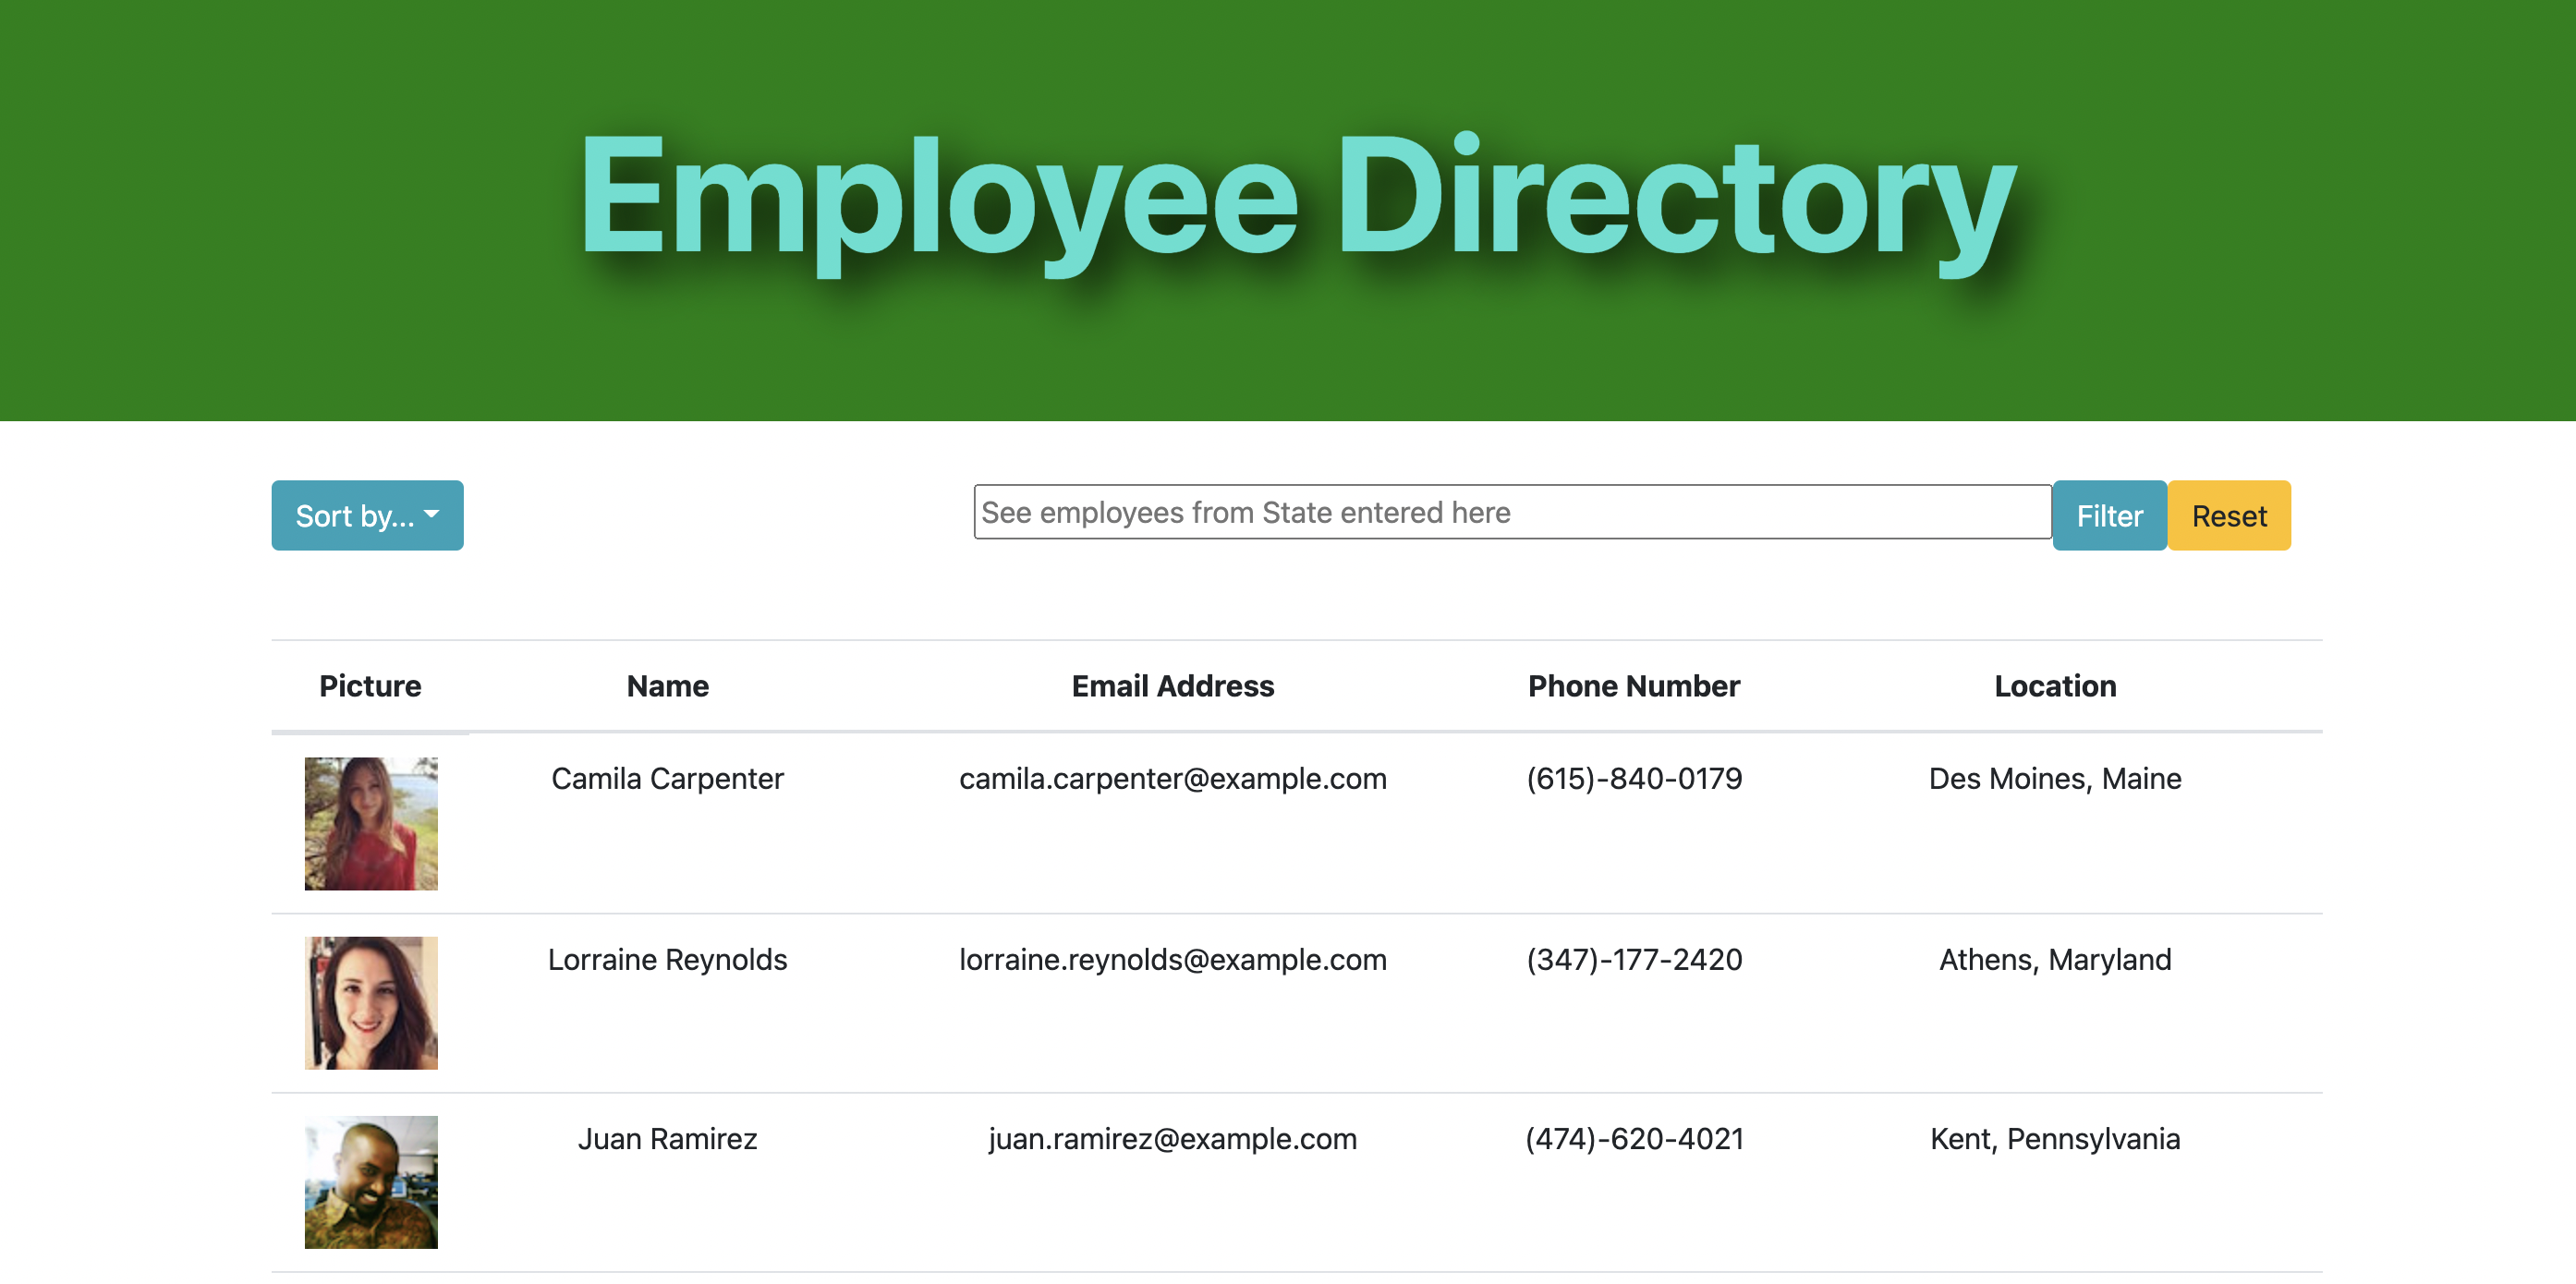 Employee Directory
Sort by...
See employees from State entered here
Filter
Reset
Picture Name Email Address Phone Number Location
Camila Carpenter camila.carpenter@example.com (615)-840-0179 Des Moines, Maine
Lorraine Reynolds lorraine.reynolds@example.com (347)-177-2420 Athens, Maryland
Juan Ramirez juan.ramirez@example.com (474)-620-4021 Kent, Pennsylvania